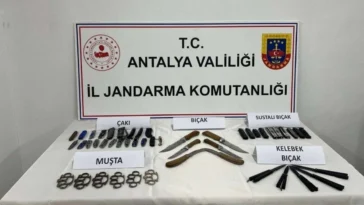 T.C.
ANTALYA VALİLİĞİ
İL JANDARMA KOMUTANLIĞI
ÇAKI
BIÇAK
SUSTALI BIÇAK
MUŞTA
KELEBEK
BIÇAK